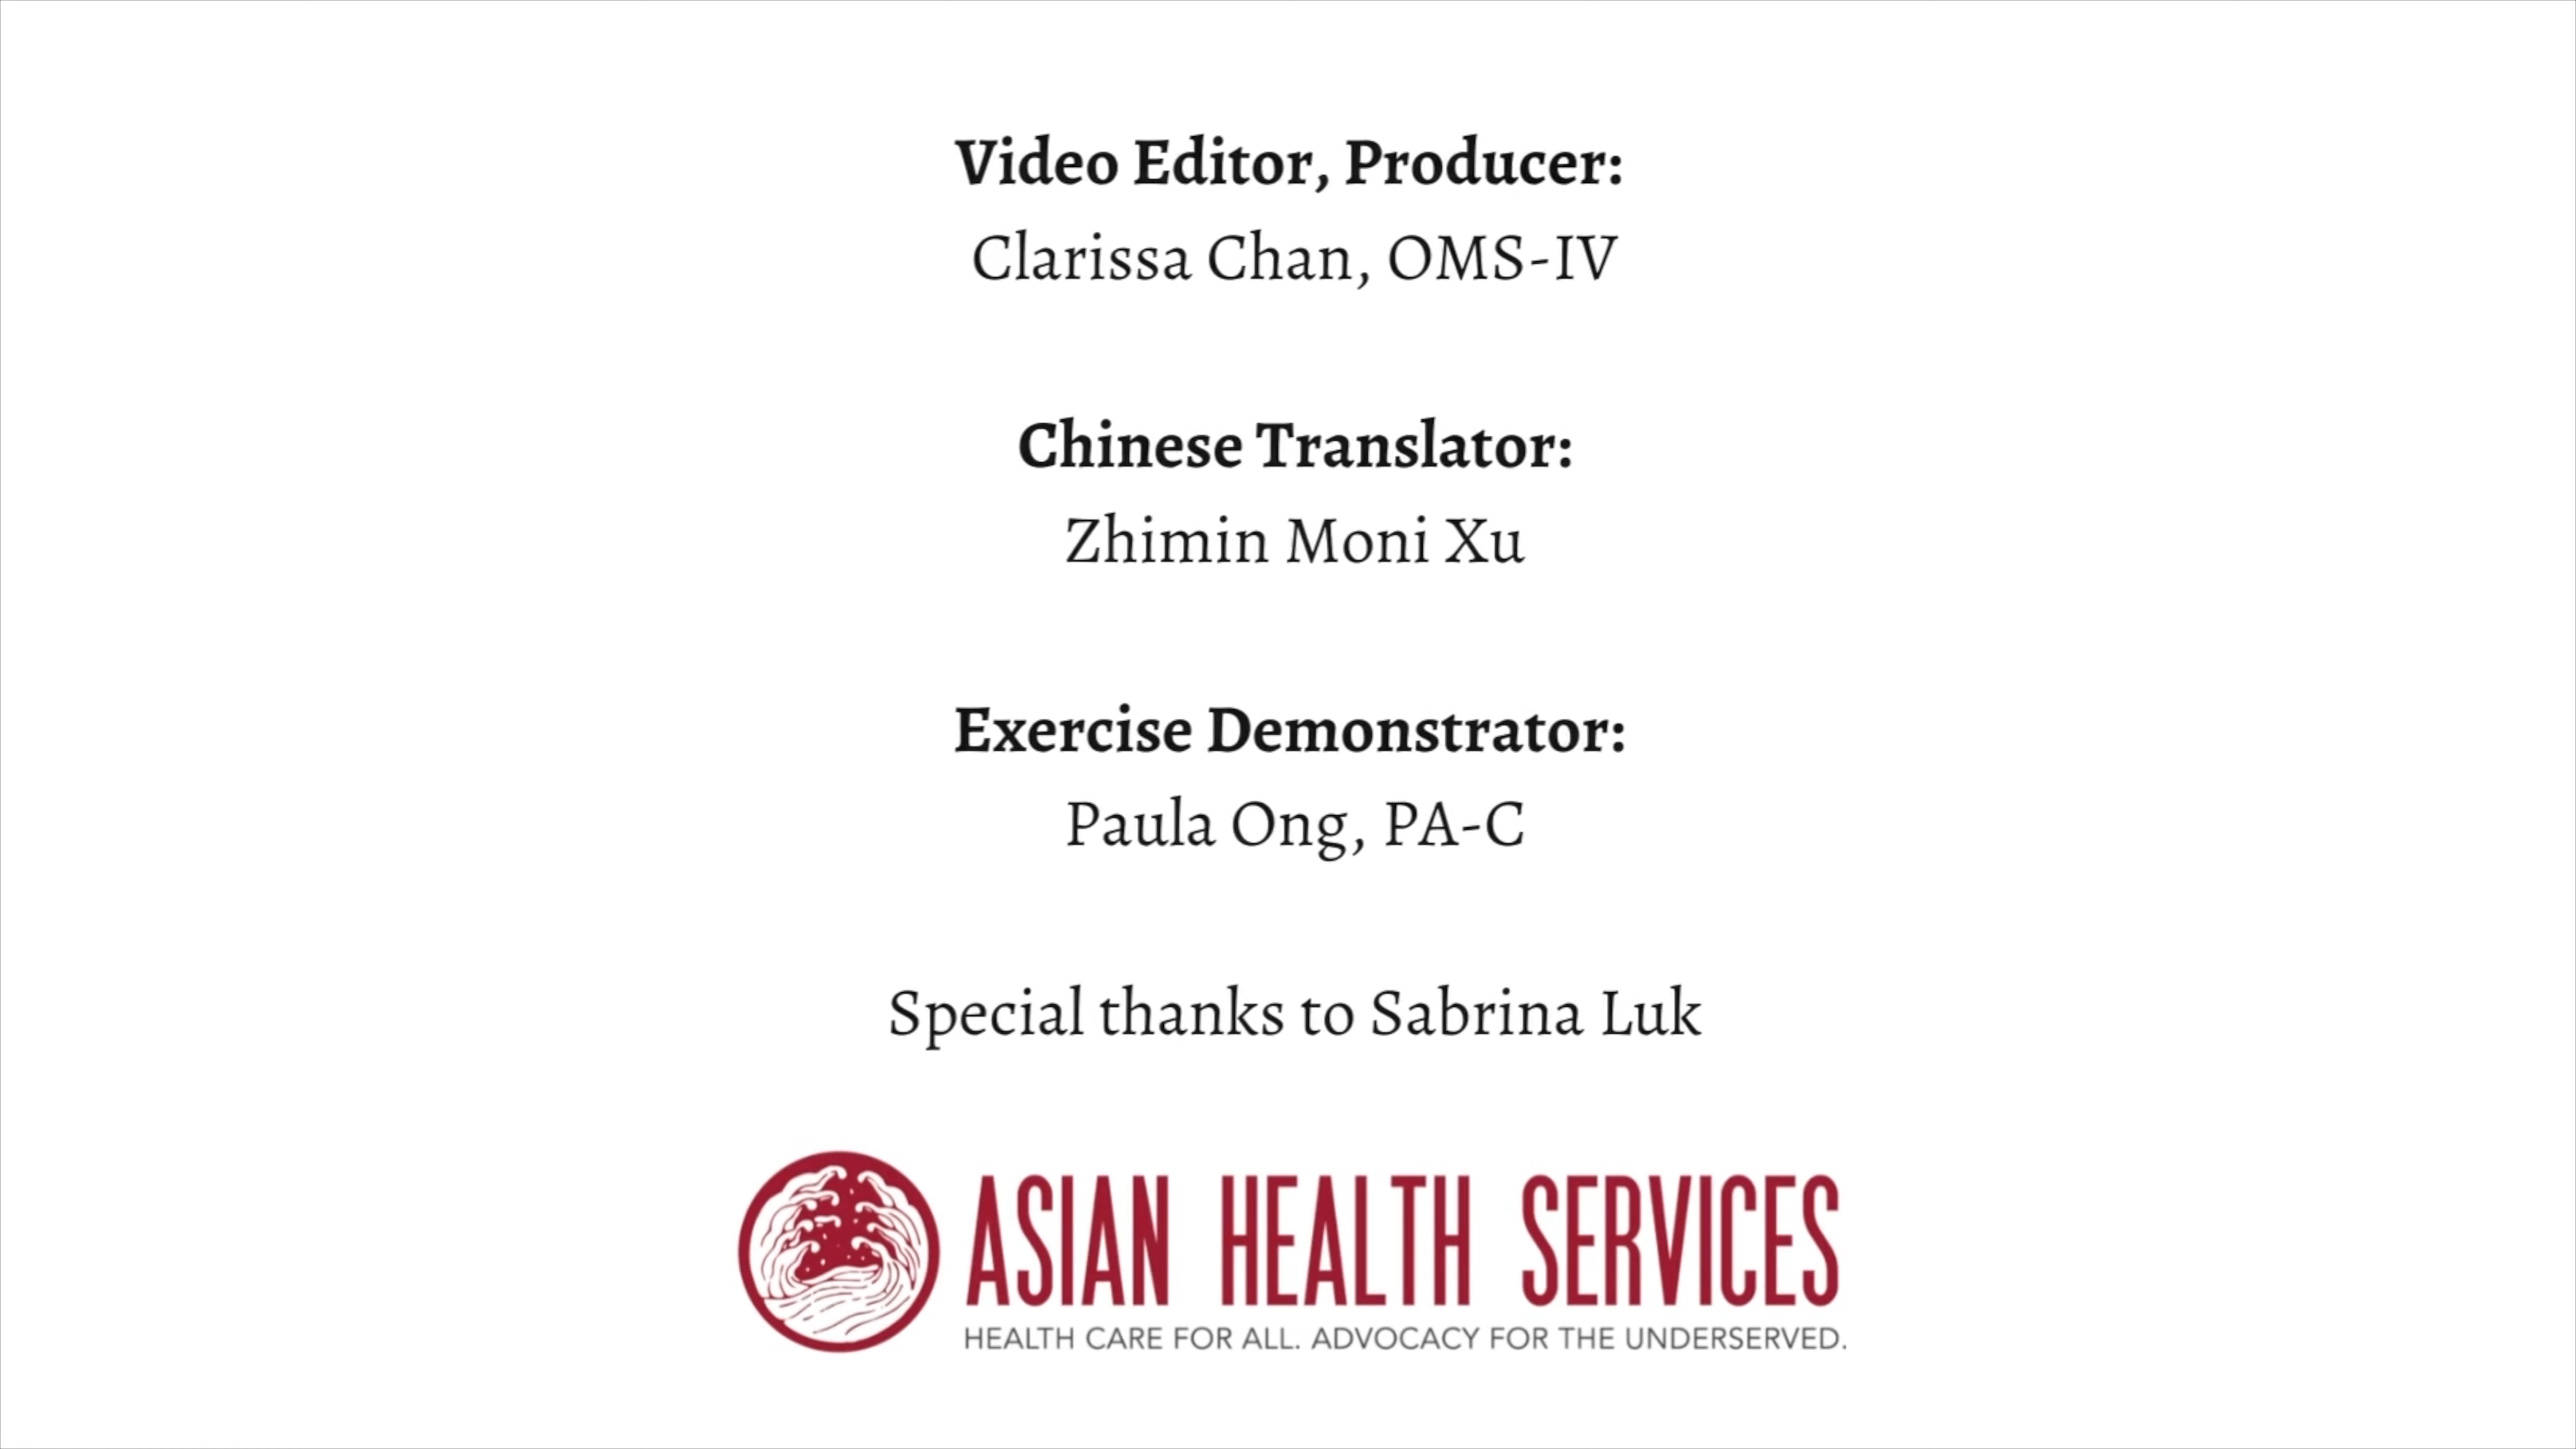 Video Editor, Producer:
Clarissa Chan, OMS-IV
Chinese Translator:
Zhimin Moni Xu
Exercise Demonstrator:
Paula Ong, PA-C
Special thanks to Sabrina Luk
ASIAN HEALTH SERVICES
HEALTH CARE FOR ALL. ADVOCACY FOR THE UNDERSERVED.